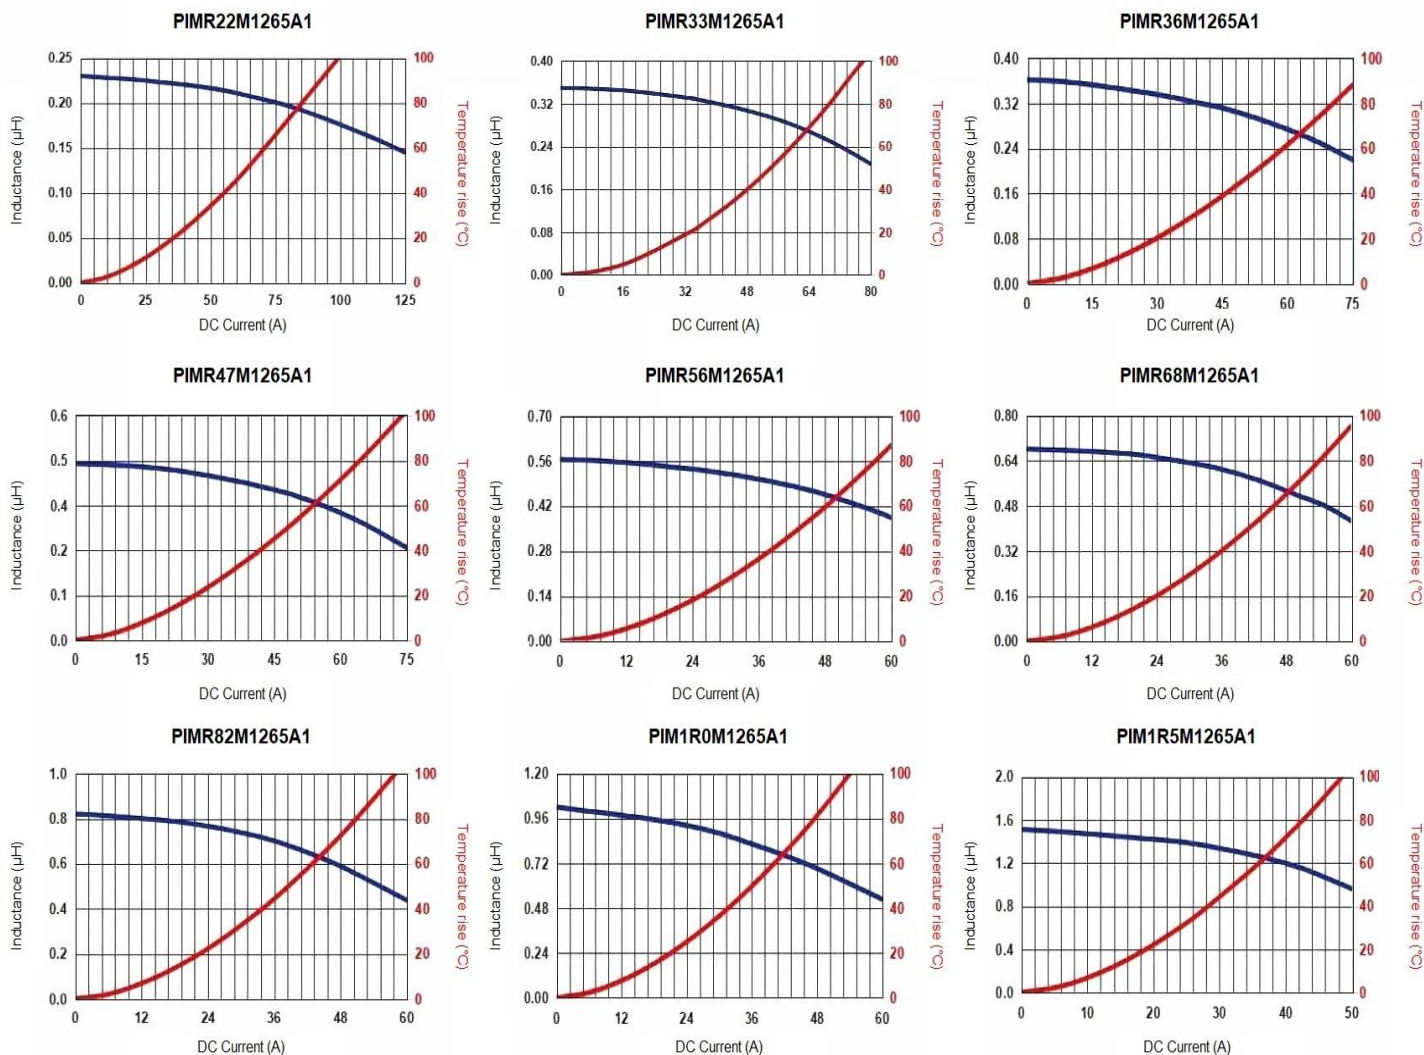 PIMR22M1265A1
PIMR33M1265A1
PIMR36M1265A1
Inductance (µH)
0.25
0.20
0.15
0.10
0.05
0.00
100
80
60
40
20
0
Temperature rise (°C)
0 25 50 75 100 125
DC Current (A)
Inductance (µH)
0.40
0.32
0.24
0.16
0.08
0.00
100
80
60
40
20
0
Temperature rise (°C)
0 16 32 48 64 80
DC Current (A)
Inductance (µH)
0.40
0.32
0.24
0.16
0.08
0.00
100
80
60
40
20
0
Temperature rise (°C)
0 15 30 45 60 75
DC Current (A)
PIMR47M1265A1
PIMR56M1265A1
PIMR68M1265A1
Inductance (µH)
0.6
0.5
0.4
0.2
0.1
0.0
100
80
60
40
20
0
Temperature rise (°C)
0 15 30 45 60 75
DC Current (A)
Inductance (µH)
0.70
0.56
0.42
0.28
0.14
0.00
100
80
60
40
20
0
Temperature rise (°C)
0 12 24 36 48 60
DC Current (A)
Inductance (µH)
0.80
0.64
0.48
0.32
0.16
0.00
100
80
60
40
20
0
Temperature rise (°C)
0 12 24 36 48 60
DC Current (A)
PIMR82M1265A1
PIM1R0M1265A1
PIM1R5M1265A1
Inductance (µH)
1.0
0.8
0.6
0.4
0.2
0.0
100
80
60
40
20
0
Temperature rise (°C)
0 12 24 36 48 60
DC Current (A)
Inductance (µH)
1.20
0.96
0.72
0.48
0.24
0.00
100
80
60
40
20
0
Temperature rise (°C)
0 12 24 36 48 60
DC Current (A)
Inductance (µH)
2.0
1.6
1.2
0.8
0.4
0.0
100
80
60
40
20
0
Temperature rise (°C)
0 10 20 30 40 50
DC Current (A)